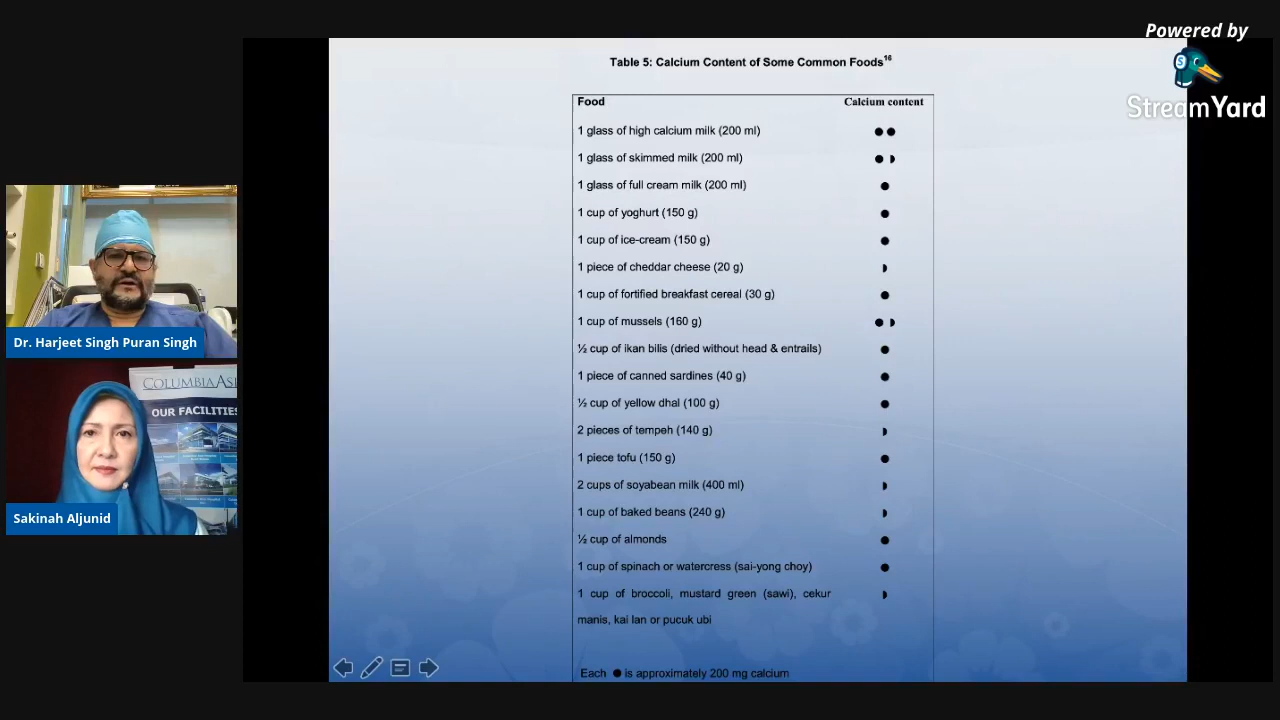 Powered by
StreamYard
Table 5: Calcium Content of Some Common Foods16
Food Calcium content
1 glass of high calcium milk (200 ml) ●●
1 glass of skimmed milk (200 ml) ●◗
1 glass of full cream milk (200 ml) ●
1 cup of yoghurt (150 g) ●
1 cup of ice-cream (150 g) ●
1 piece of cheddar cheese (20 g) ◗
1 cup of fortified breakfast cereal (30 g) ●
1 cup of mussels (160 g) ●◗
½ cup of ikan bilis (dried without head & entrails) ●
1 piece of canned sardines (40 g) ●
½ cup of yellow dhal (100 g) ●
2 pieces of tempeh (140 g) ◗
1 piece tofu (150 g) ●
2 cups of soyabean milk (400 ml) ◗
1 cup of baked beans (240 g) ◗
½ cup of almonds ●
1 cup of spinach or watercress (sai-yong choy) ●
1 cup of broccoli, mustard green (sawi), cekur ◗
manis, kai lan or pucuk ubi
Each ● is approximately 200 mg calcium
Dr. Harjeet Singh Puran Singh
COLUMBIA AS
OUR FACILITIES
Sakinah Aljunid